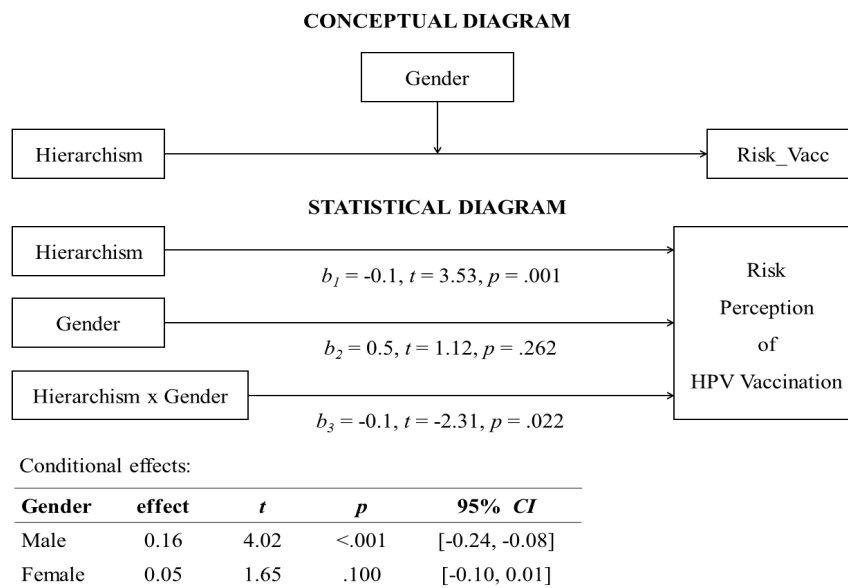 CONCEPTUAL DIAGRAM
Gender
Hierarchism
Risk_Vacc
STATISTICAL DIAGRAM
Hierarchism
b1 = -0.1, t = 3.53, p = .001
Gender
b2 = 0.5, t = 1.12, p = .262
Hierarchism x Gender
b3 = -0.1, t = -2.31, p = .022
Risk
Perception
of
HPV Vaccination
Conditional effects:
Gender effect t p 95% CI
Male 0.16 4.02 <.001 [-0.24, -0.08]
Female 0.05 1.65 .100 [-0.10, 0.01]